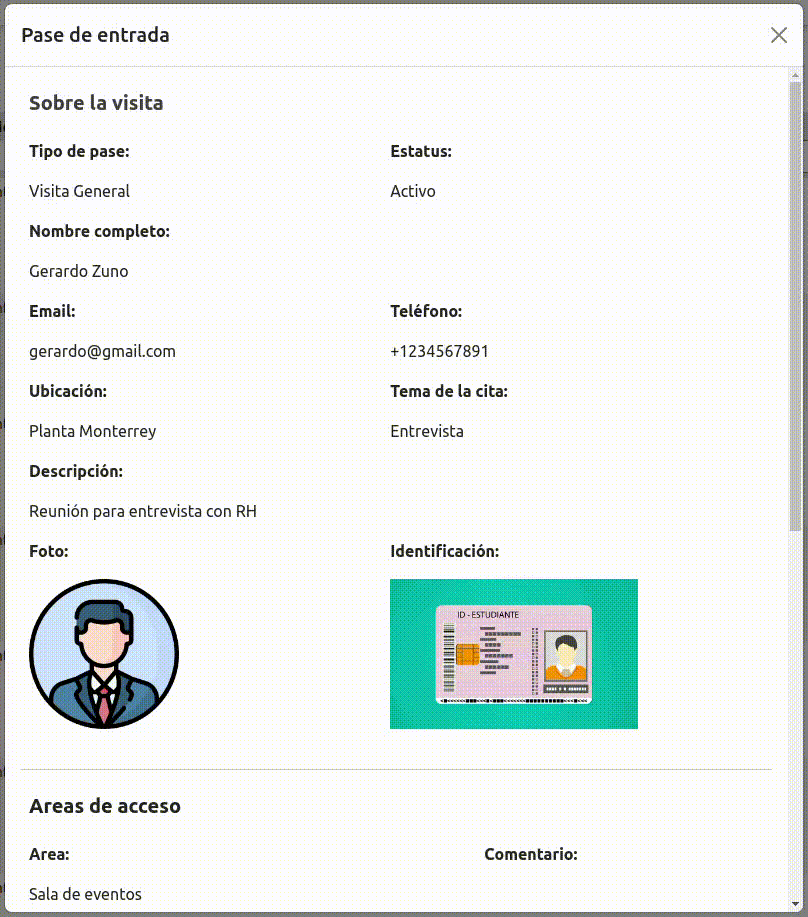 Pase de entrada
Sobre la visita
Tipo de pase: Estatus:
Visita General Activo
Nombre completo:
Gerardo Zuno
Email: Teléfono:
gerardo@gmail.com +1234567891
Ubicación: Tema de la cita:
Planta Monterrey Entrevista
Descripción:
Reunión para entrevista con RH
Foto: Identificación:
ID - ESTUDIANTE
Areas de acceso
Area: Comentario:
Sala de eventos